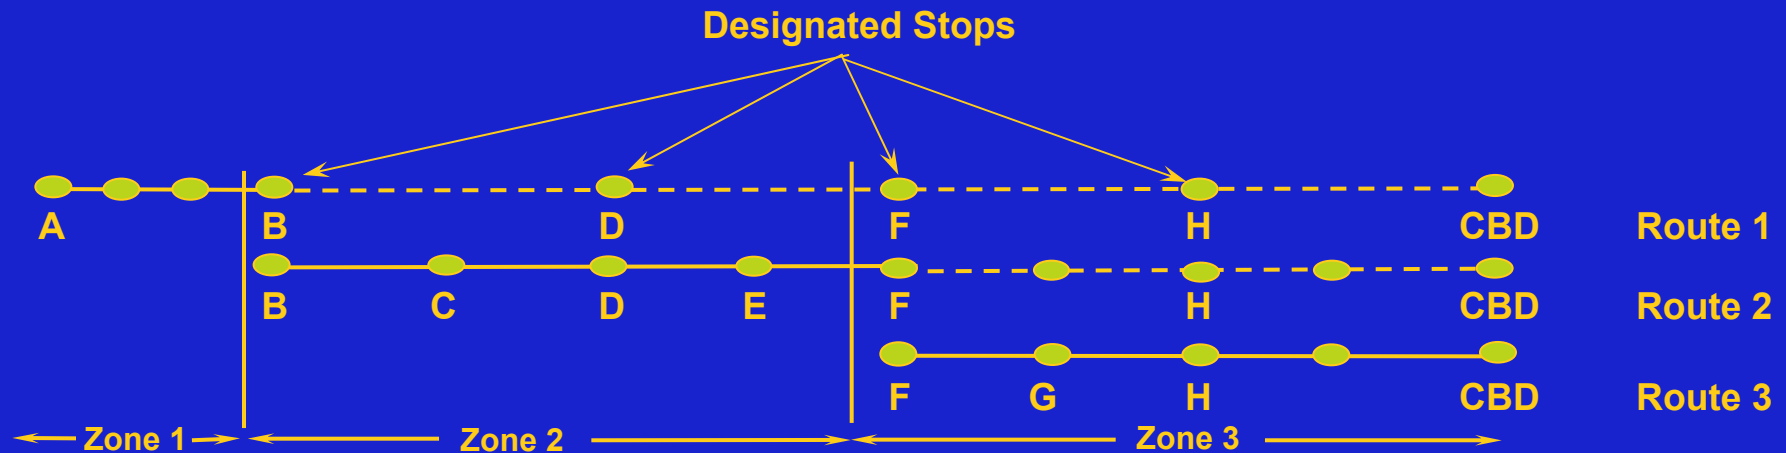 Designated Stops
A B D F H CBD Route 1
B C D E F H CBD Route 2
F G H CBD Route 3
Zone 1 Zone 2 Zone 3